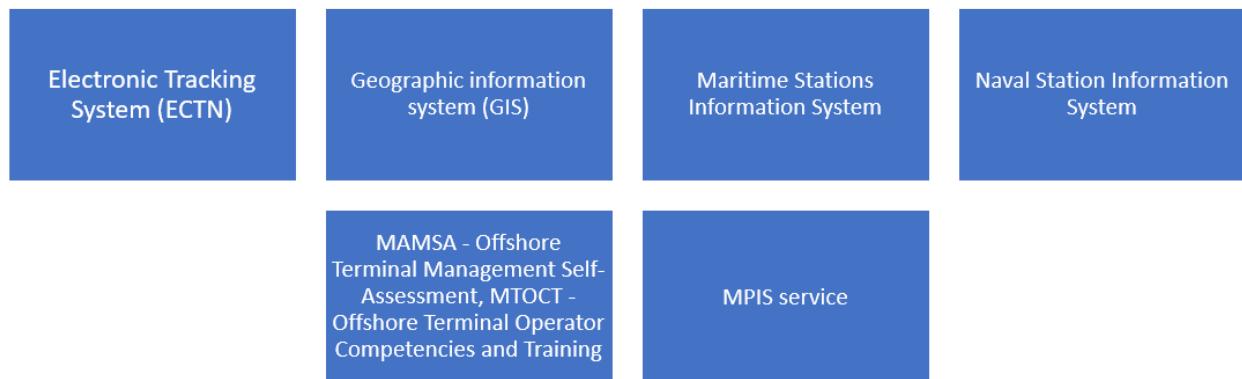 Electronic Tracking
System (ECTN)
Geographic information
system (GIS)
Maritime Stations
Information System
Naval Station Information
System
MAMSA - Offshore
Terminal Management Self-
Assessment, MTOCT -
Offshore Terminal Operator
Competencies and Training
MPIS service